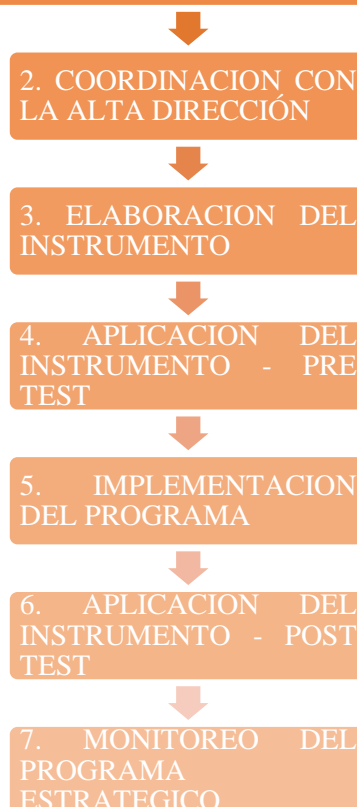 2. COORDINACION CON
LA ALTA DIRECCIÓN
3. ELABORACION DEL
INSTRUMENTO
4. APLICACION DEL
INSTRUMENTO - PRE
TEST
5. IMPLEMENTACION
DEL PROGRAMA
6. APLICACION DEL
INSTRUMENTO - POST
TEST
7. MONITOREO DEL
PROGRAMA
ESTRATEGICO